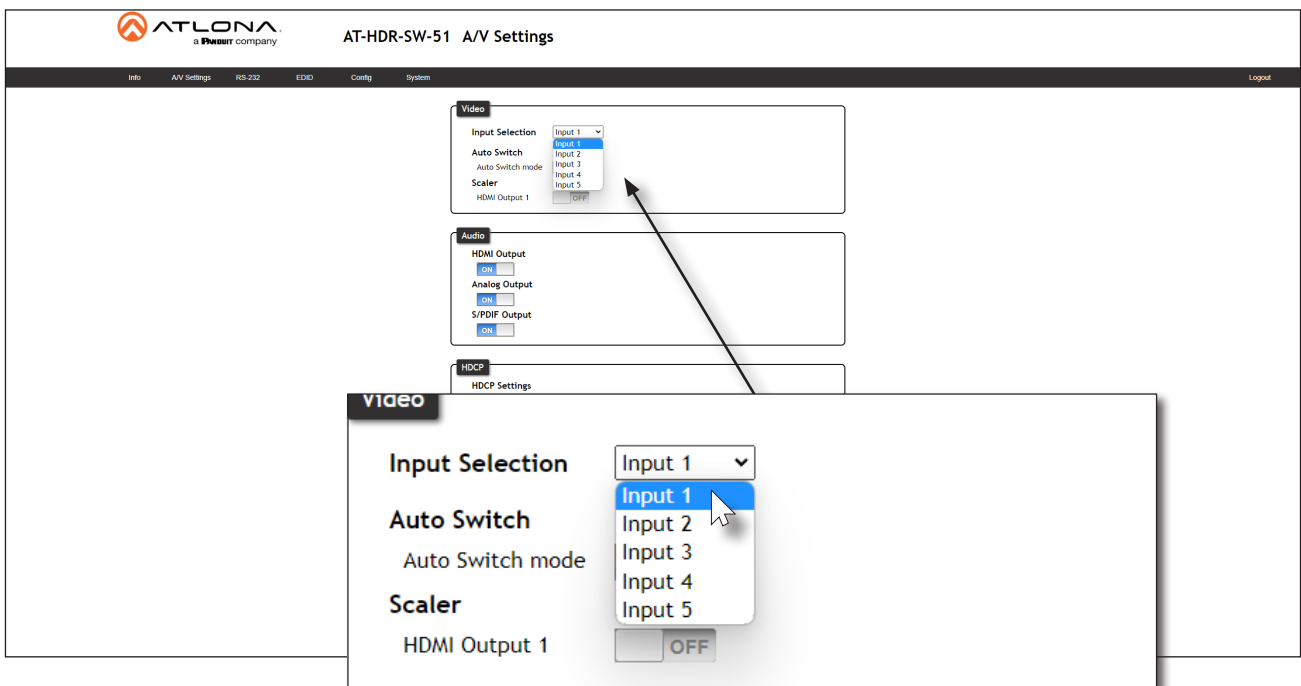 ATLONA.
a PANDUIT company
AT-HDR-SW-51 A/V Settings
Info A/V Settings RS-232 EDID Config System Logout
Video
Input Selection Input 1
Input 1
Auto Switch Input 2
Auto Switch mode Input 3
Input 4
Scaler Input 5
HDMI Output 1 OFF
Audio
HDMI Output
ON
Analog Output
ON
S/PDIF Output
ON
HDCP
HDCP Settings
Video
Input Selection Input 1
Input 1
Auto Switch Input 2
Auto Switch mode Input 3
Input 4
Scaler Input 5
HDMI Output 1 OFF